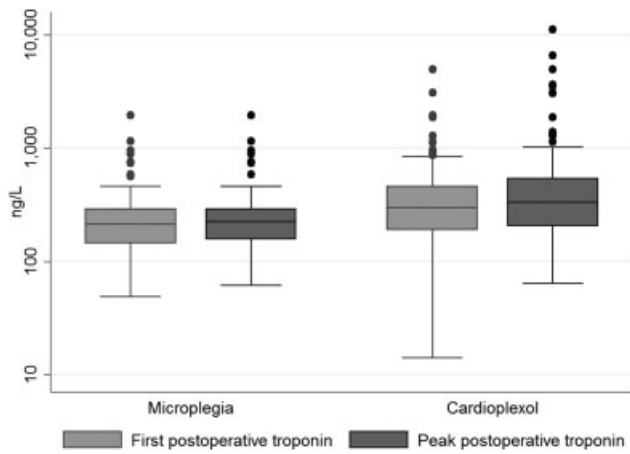 10,000
1,000
ng/L
100
10
Microplegia Cardioplexol
First postoperative troponin Peak postoperative troponin